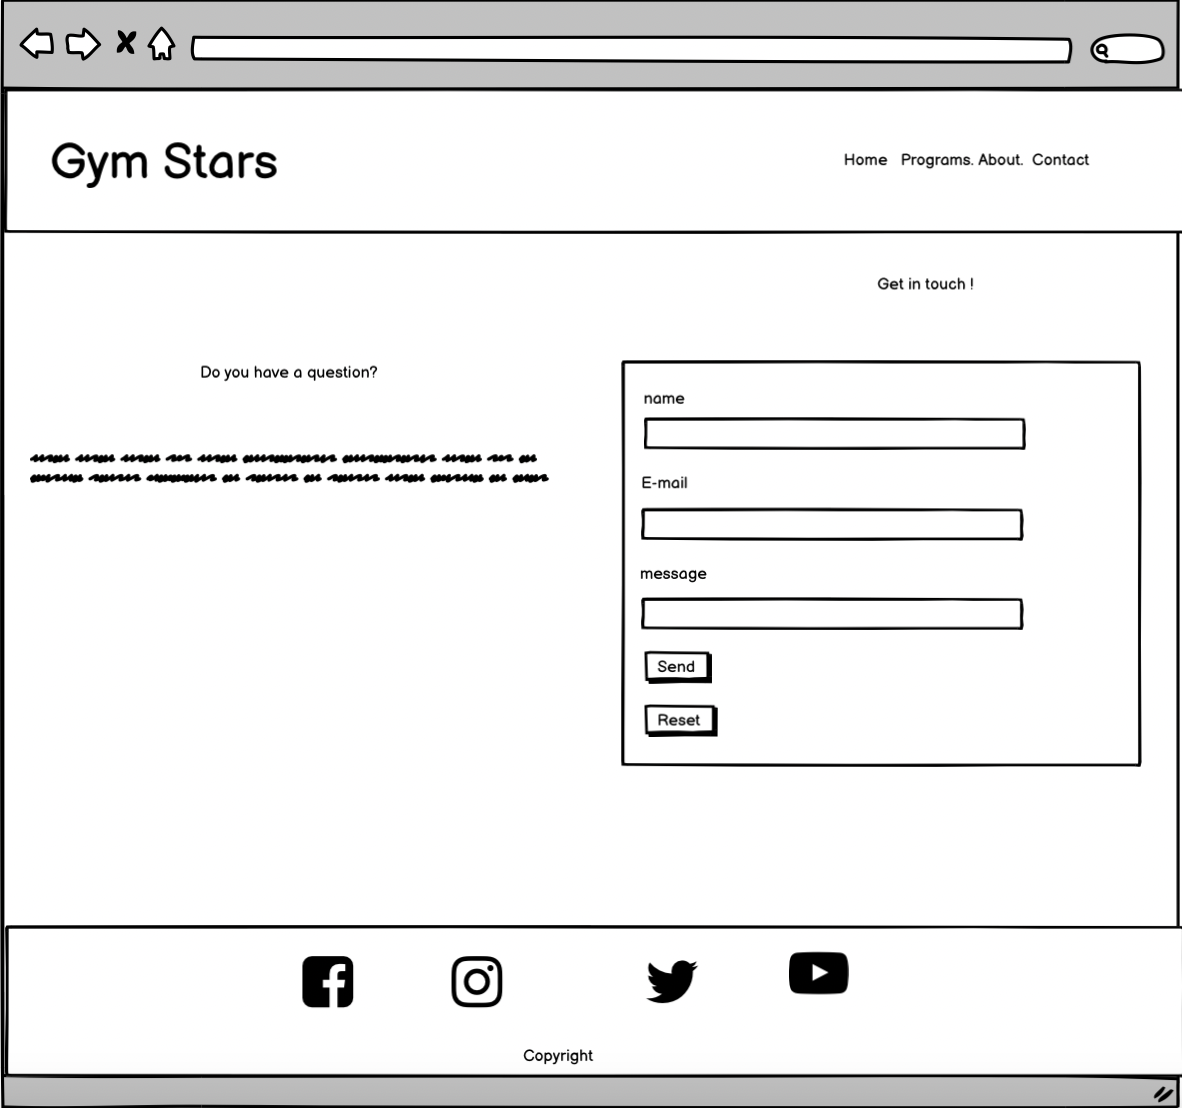 Gym Stars
Home Programs. About. Contact
Get in touch !
Do you have a question?
name
E-mail
message
Send
Reset
Copyright